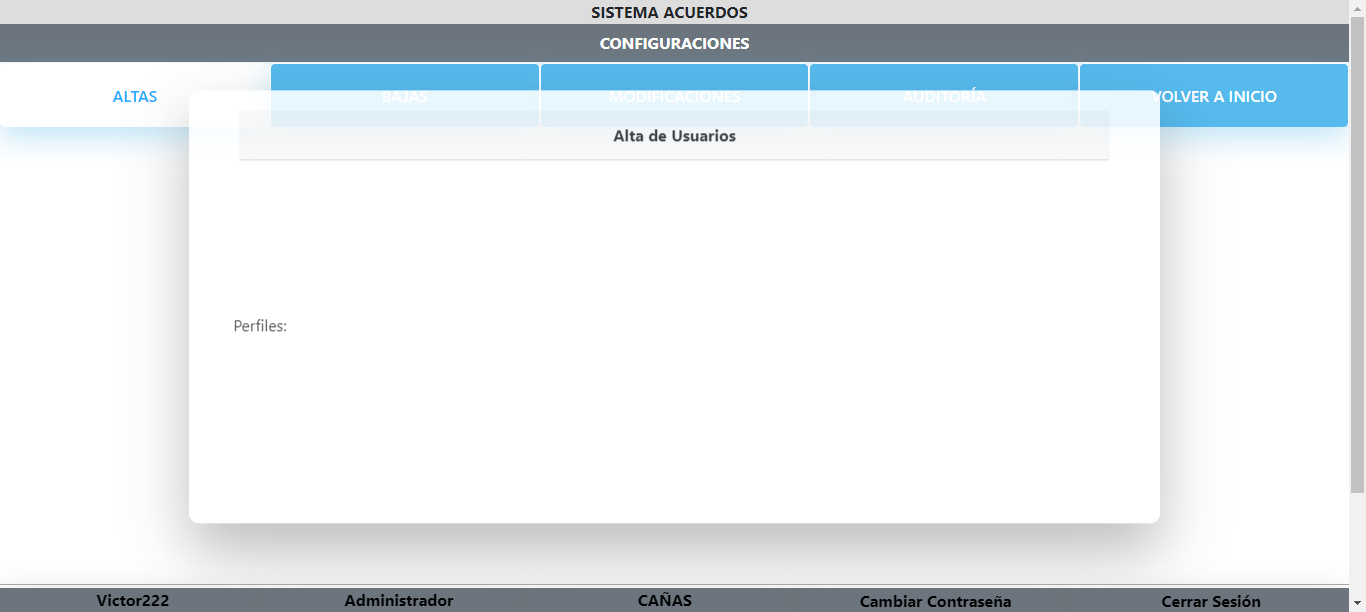 SISTEMA ACUERDOS
CONFIGURACIONES
ALTAS
BAJAS
MODIFICACIONES
AUDITORÍA
VOLVER A INICIO
Alta de Usuarios
Perfiles:
Victor222
Administrador
CAÑAS
Cambiar Contraseña
Cerrar Sesión